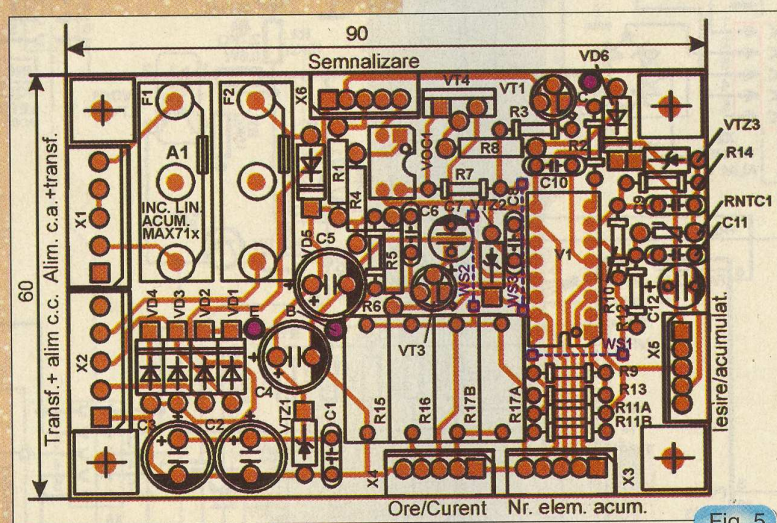 90
Semnalizare
VD6
F1
F2
X6
VT4
VT1
R3
VTZ3
A1
R1
VOC1
R8
R2
R14
R7
C10
INC. LIN.
ACUM.
MAX71x
R4
C6
C7
VTZ2
C9
RNTC1
X1
Alim. c.a.+transf.
VD5
C5
R5
V1
C11
60
WS2
WS3
R6
R10
R12
C12
VD4
VD3
VD2
VD1
E
B
VT3
WS1
X5
X2
Transf.+ alim c.c.
C4
R9
R13
R15
R16
R17B
R17A
R11A
R11B
Iesire/acumulat.
C3
C2
VTZ1
C1
X4
X3
Ore/Curent
Nr. elem. acum.
Fig. 5